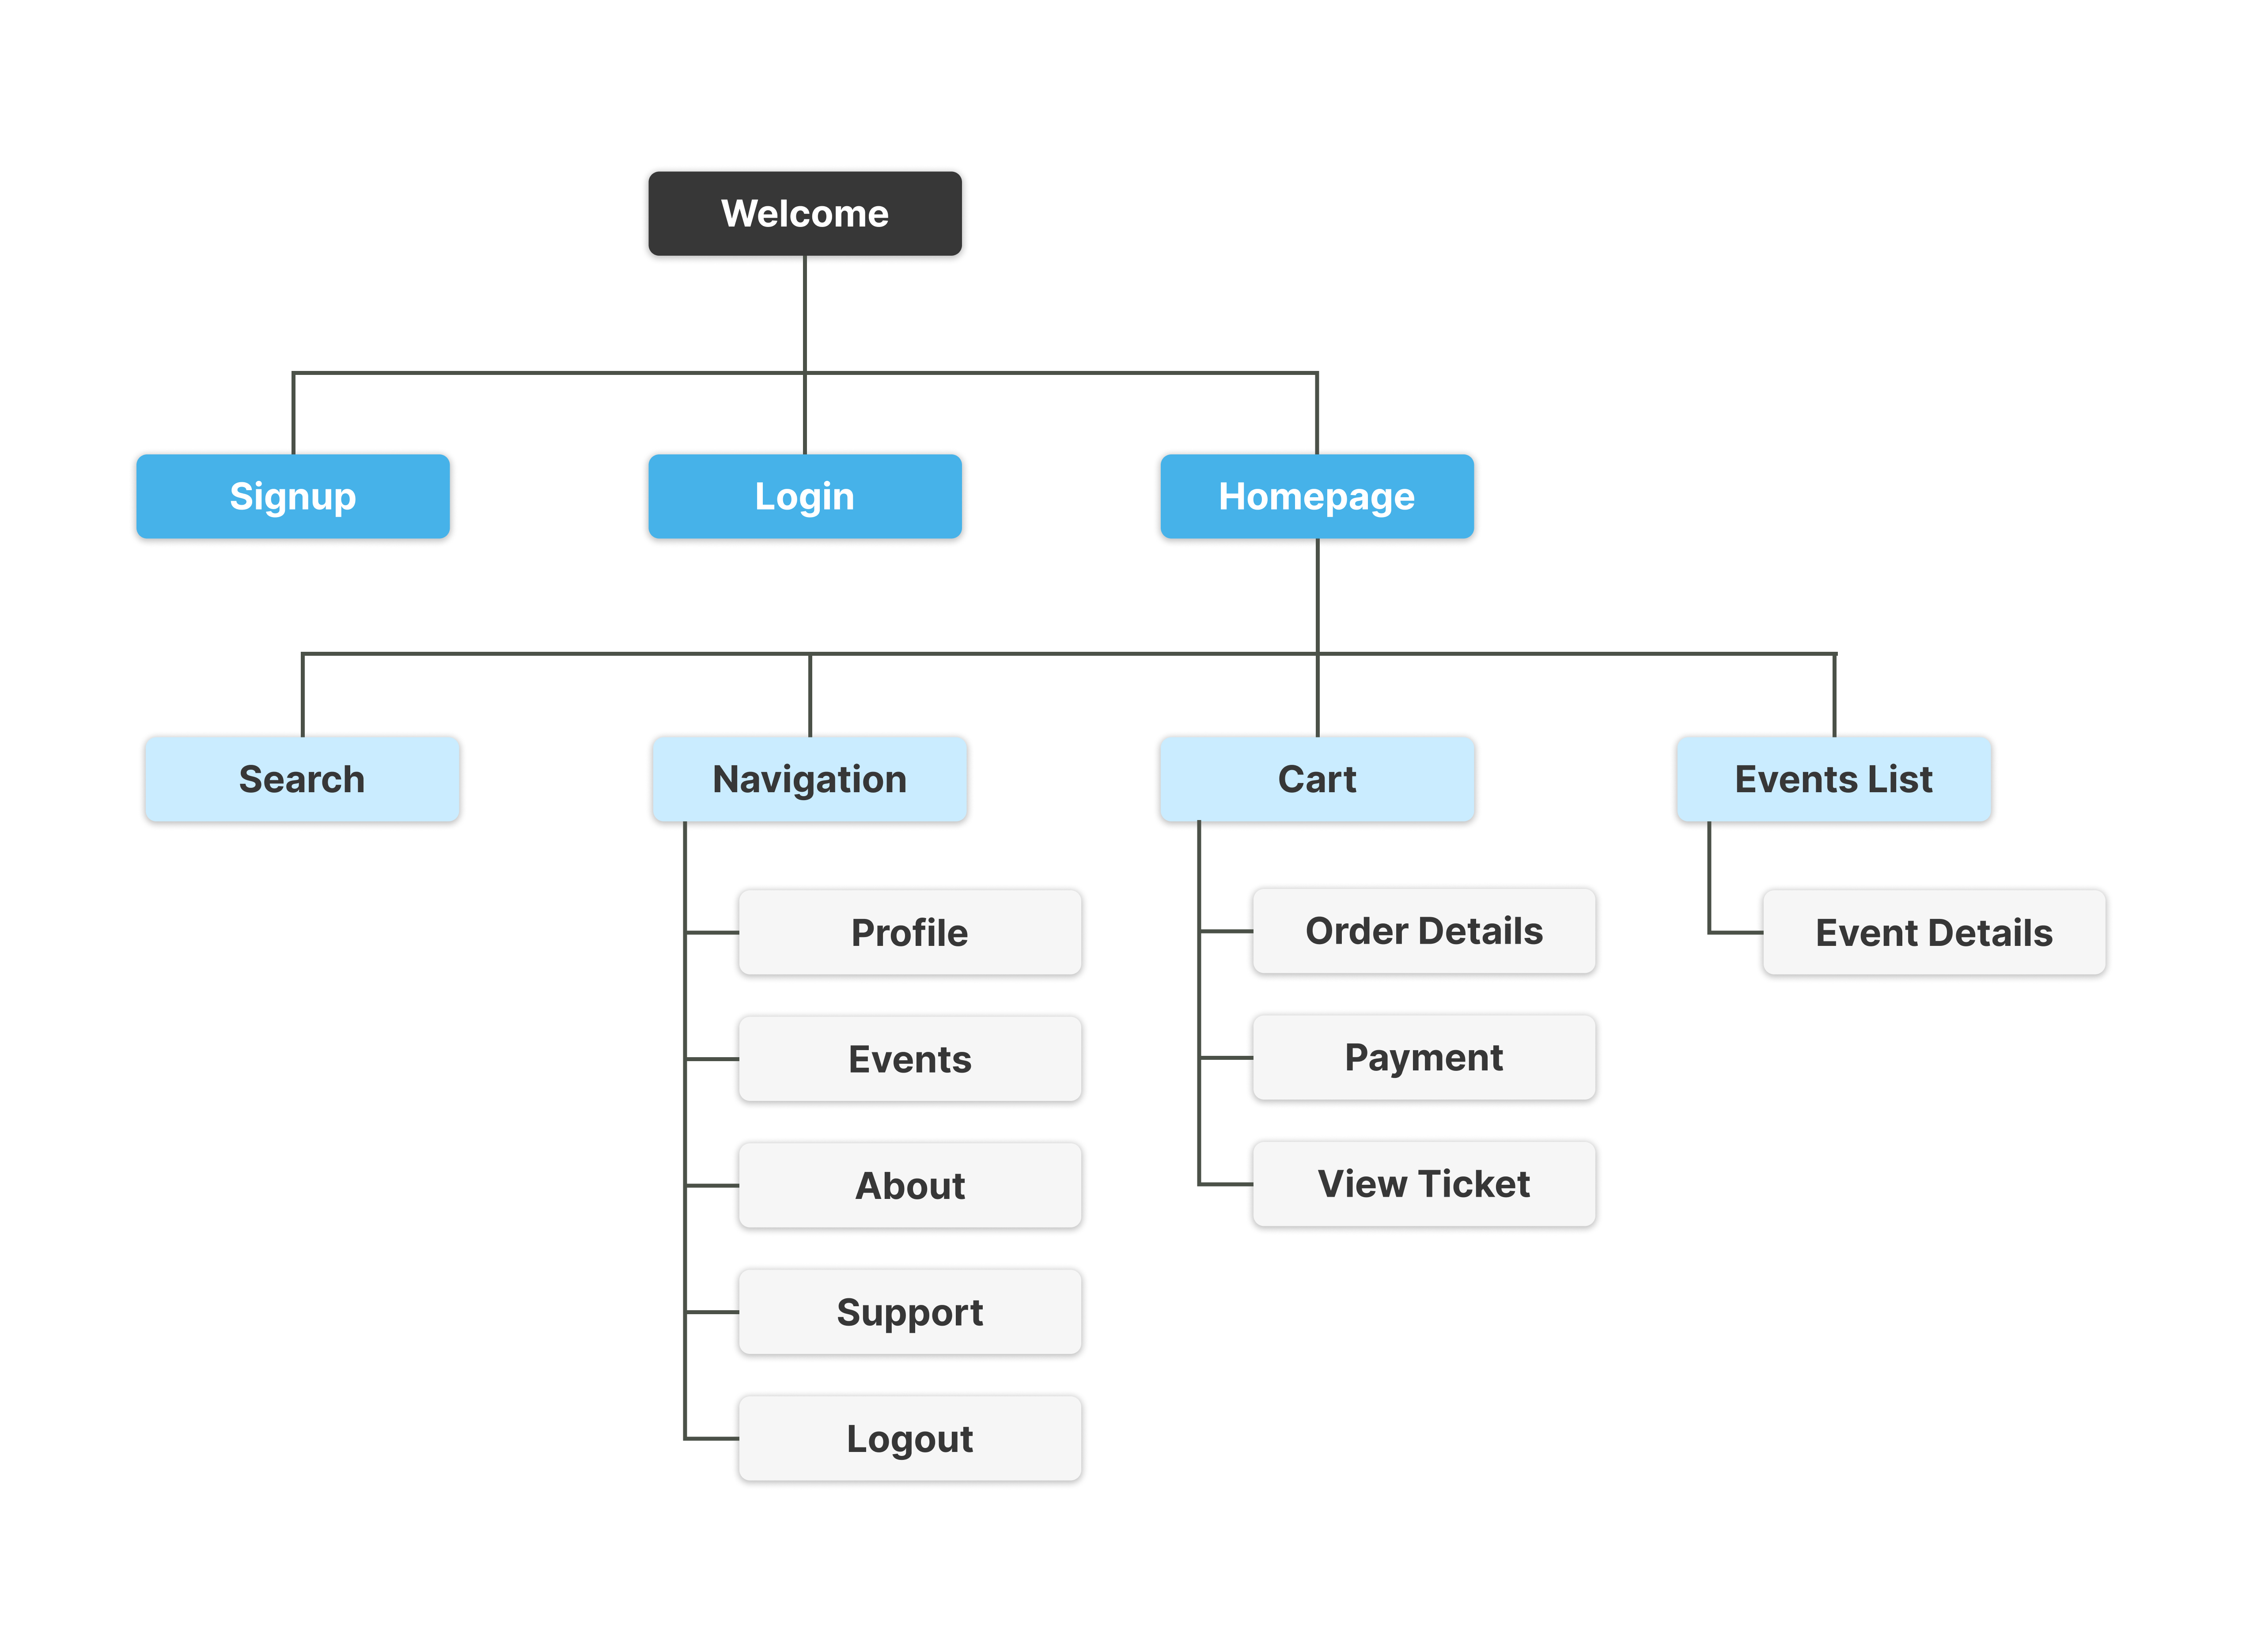 Welcome
Signup
Login
Homepage
Search
Navigation
Cart
Events List
Profile
Events
About
Support
Logout
Order Details
Payment
View Ticket
Event Details